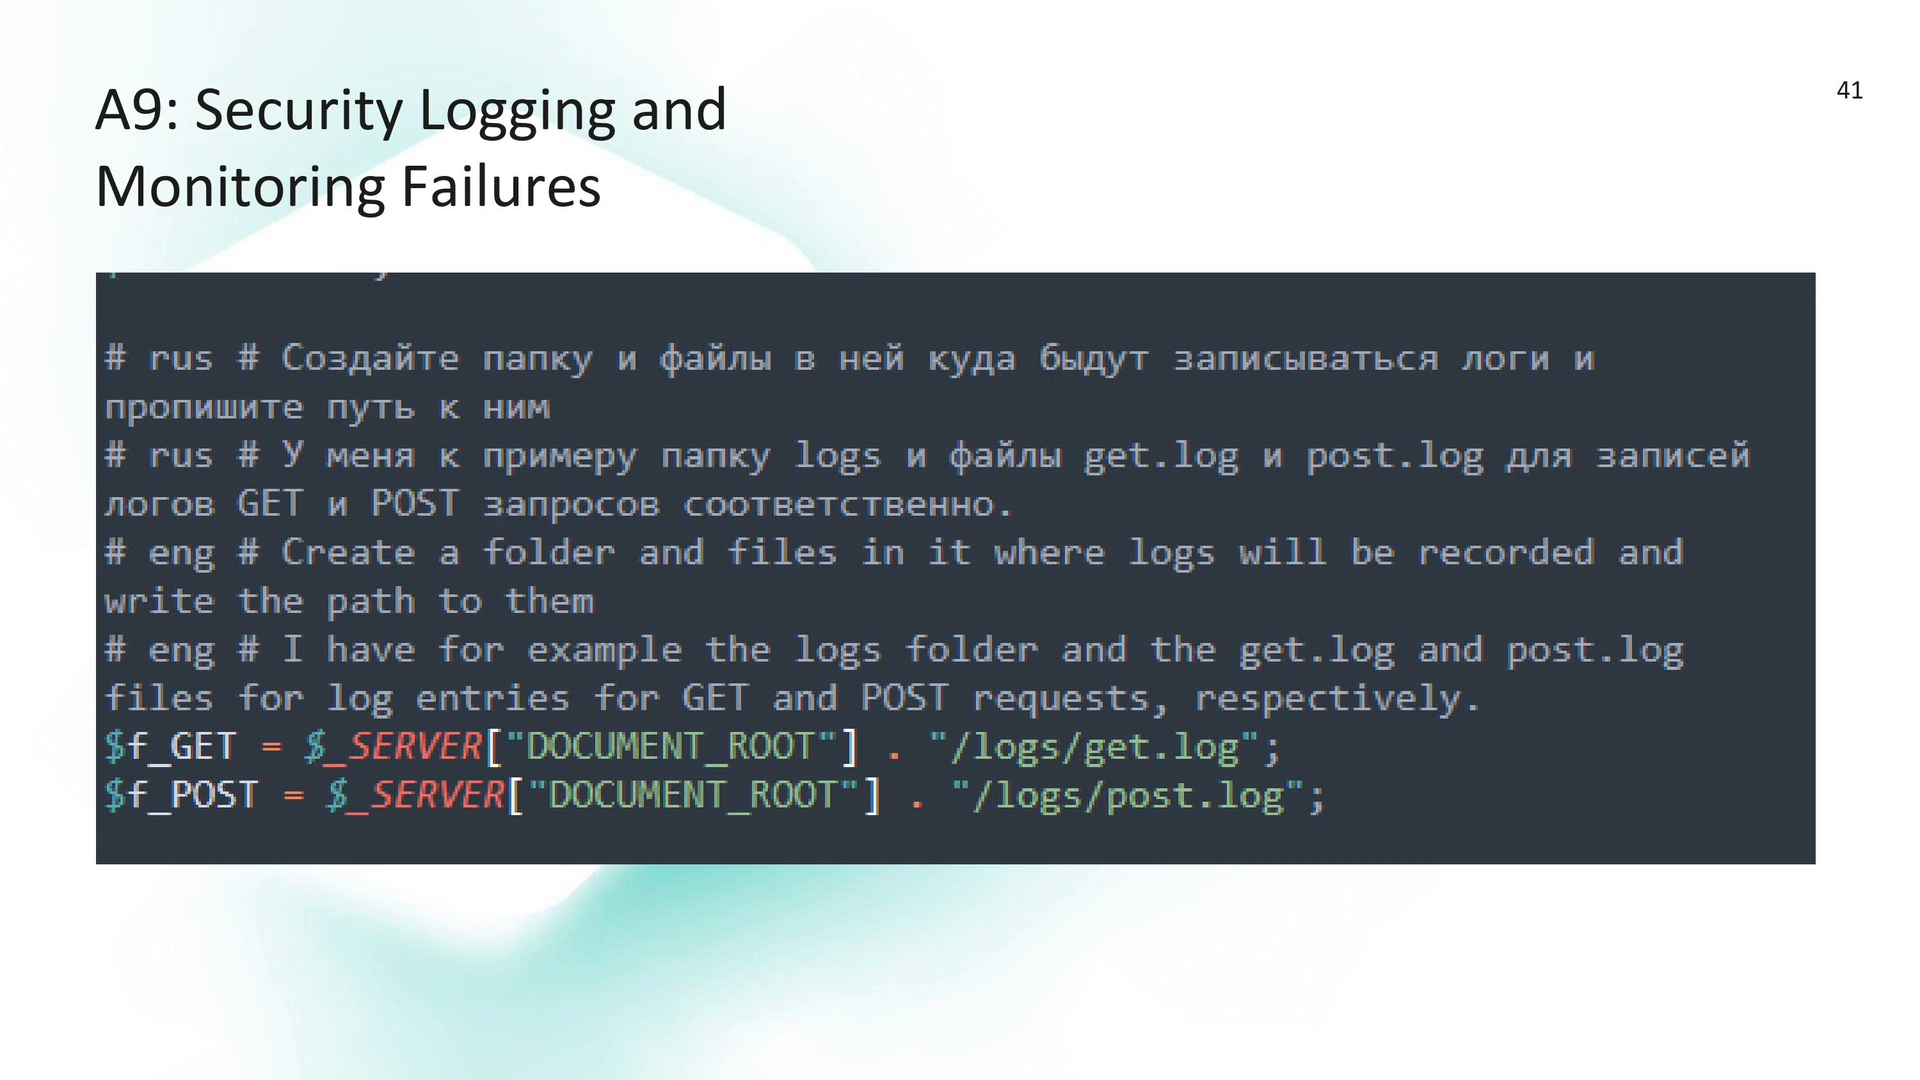 A9: Security Logging and
Monitoring Failures
41
# rus # Создайте папку и файлы в ней куда быдут записываться логи и
пропишите путь к ним
# rus # У меня к примеру папку logs и файлы get.log и post.log для записей
логов GET и POST запросов соответственно.
# eng # Create a folder and files in it where logs will be recorded and
write the path to them
# eng # I have for example the logs folder and the get.log and post.log
files for log entries for GET and POST requests, respectively.
$f_GET = $_SERVER["DOCUMENT_ROOT"] . "/logs/get.log";
$f_POST = $_SERVER["DOCUMENT_ROOT"] . "/logs/post.log";